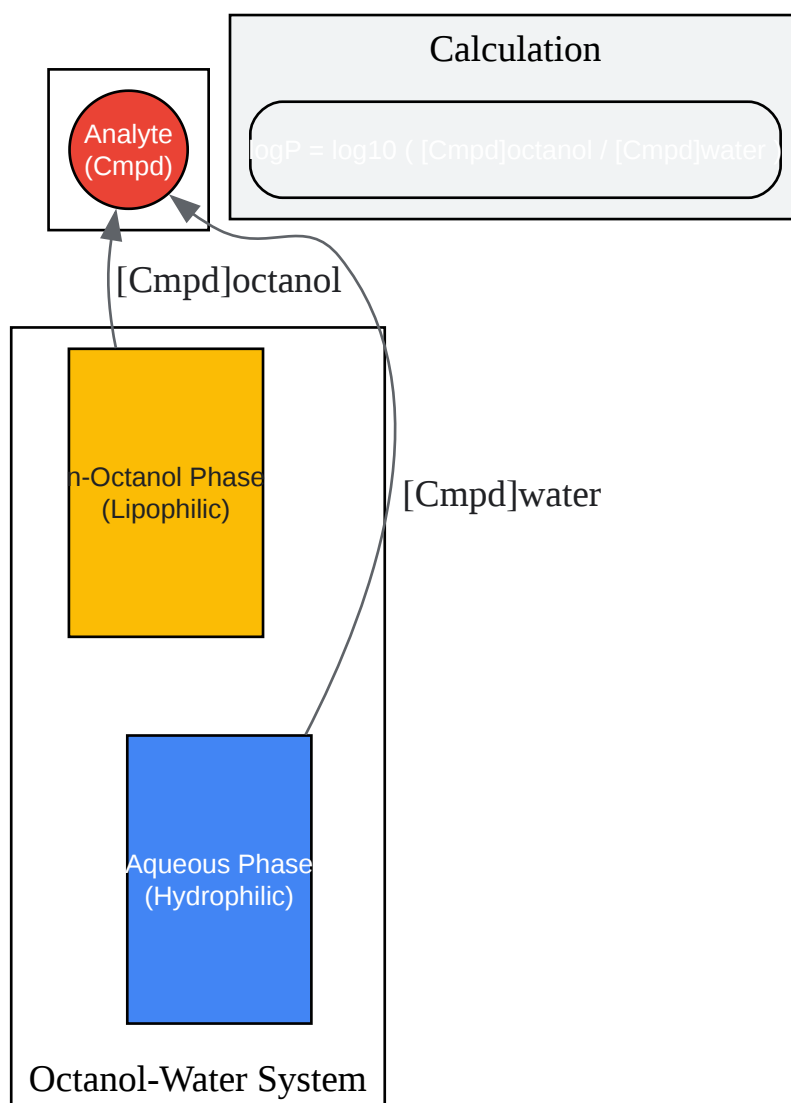 Calculation
Analyte
(Cmpd)
logP = log10 ( [Cmpd]octanol / [Cmpd]water )
[Cmpd]octanol
n-Octanol Phase
(Lipophilic)
[Cmpd]water
Aqueous Phase
(Hydrophilic)
Octanol-Water System